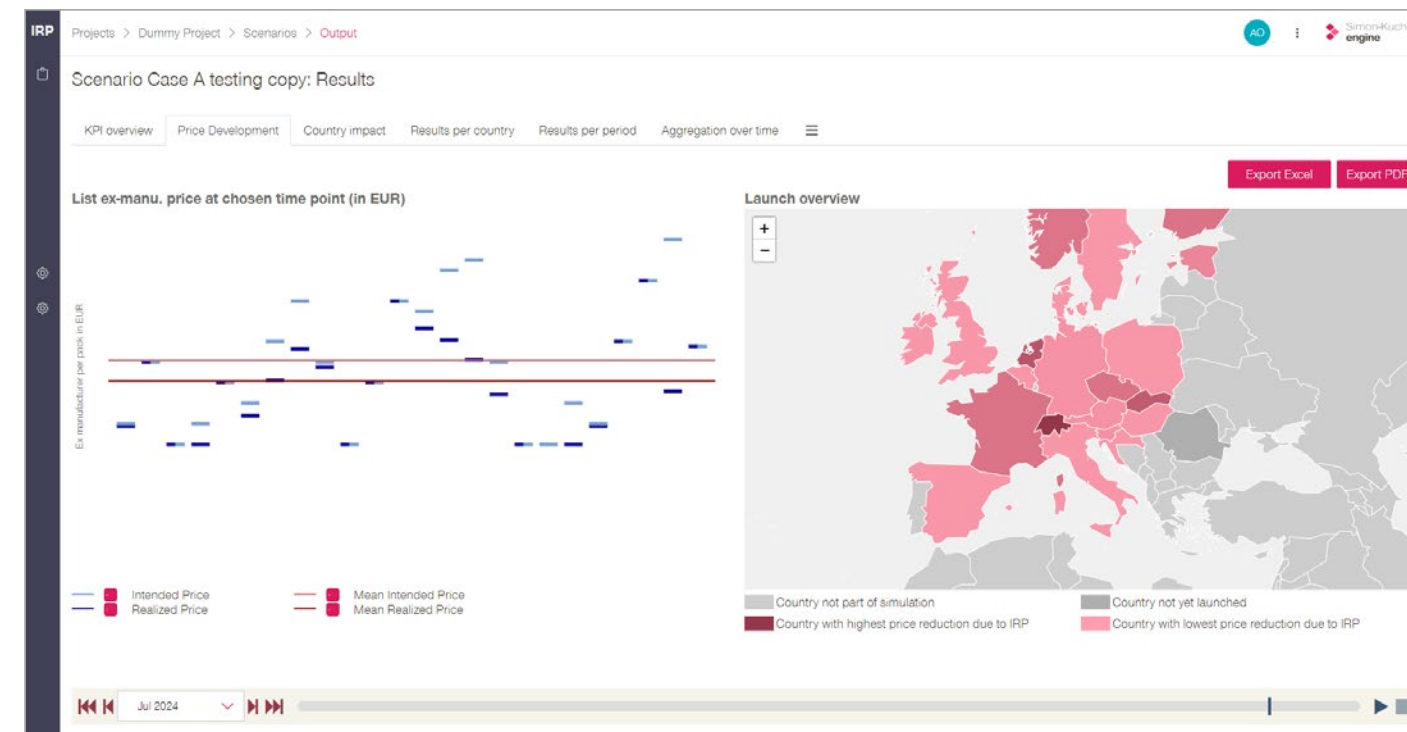 IRP
Projects > Dummy Project > Scenarios > Output
AO
Simon-Kuch
engine
Scenario Case A testing copy: Results
KPI overview
Price Development
Country impact
Results per country
Results per period
Aggregation over time
Export Excel
Export PDF
List ex-manu. price at chosen time point (in EUR)
Launch overview
+
−
Ex manufacturer per pack in EUR
Intended Price
Mean Intended Price
Realized Price
Mean Realized Price
Country not part of simulation
Country not yet launched
Country with highest price reduction due to IRP
Country with lowest price reduction due to IRP
Jul 2024